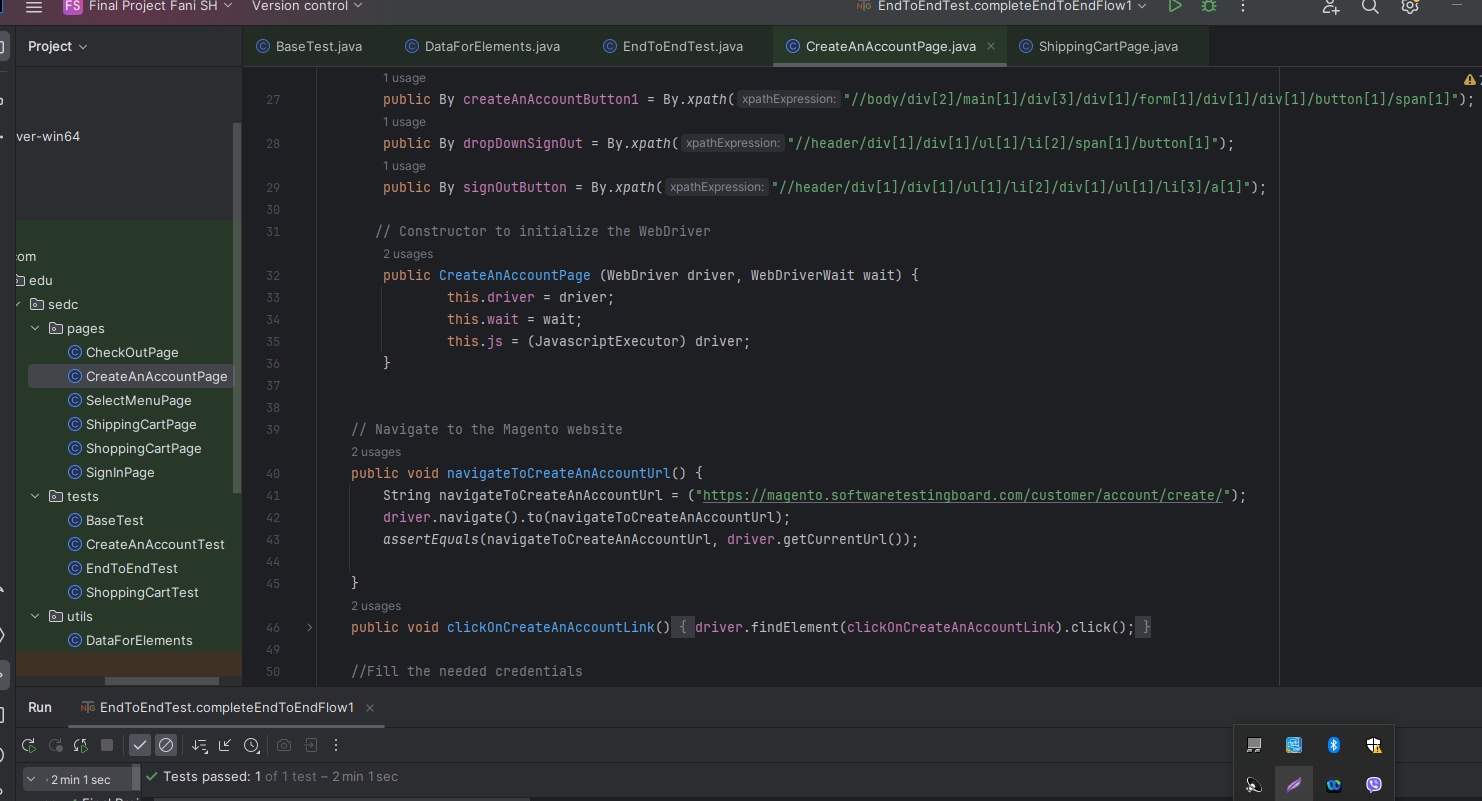 FS Final Project Fani SH Version control EndToEndTest.completeEndToEndFlow1
Project
BaseTest.java DataForElements.java EndToEndTest.java CreateAnAccountPage.java ShippingCartPage.java
ver-win64
com
edu
sedc
pages
CheckOutPage
CreateAnAccountPage
SelectMenuPage
ShippingCartPage
ShoppingCartPage
SignInPage
tests
BaseTest
CreateAnAccountTest
EndToEndTest
ShoppingCartTest
utils
DataForElements
1 usage
27 public By createAnAccountButton1 = By.xpath( xpathExpression: "//body/div[2]/main[1]/div[3]/div[1]/form[1]/div[1]/div[1]/button[1]/span[1]");
1 usage
28 public By dropDownSignOut = By.xpath( xpathExpression: "//header/div[1]/div[1]/ul[1]/li[2]/span[1]/button[1]");
1 usage
29 public By signOutButton = By.xpath( xpathExpression: "//header/div[1]/div[1]/ul[1]/li[2]/div[1]/ul[1]/li[3]/a[1]");
30
31 // Constructor to initialize the WebDriver
2 usages
32 public CreateAnAccountPage (WebDriver driver, WebDriverWait wait) {
33 this.driver = driver;
34 this.wait = wait;
35 this.js = (JavascriptExecutor) driver;
36 }
37
38
39 // Navigate to the Magento website
2 usages
40 public void navigateToCreateAnAccountUrl() {
41 String navigateToCreateAnAccountUrl = ("https://magento.softwaretestingboard.com/customer/account/create/");
42 driver.navigate().to(navigateToCreateAnAccountUrl);
43 assertEquals(navigateToCreateAnAccountUrl, driver.getCurrentUrl());
44
45 }
2 usages
46 public void clickOnCreateAnAccountLink() { driver.findElement(clickOnCreateAnAccountLink).click(); }
49
50 //Fill the needed credentials
Run EndToEndTest.completeEndToEndFlow1
2 min 1 sec
Tests passed: 1 of 1 test – 2 min 1 sec